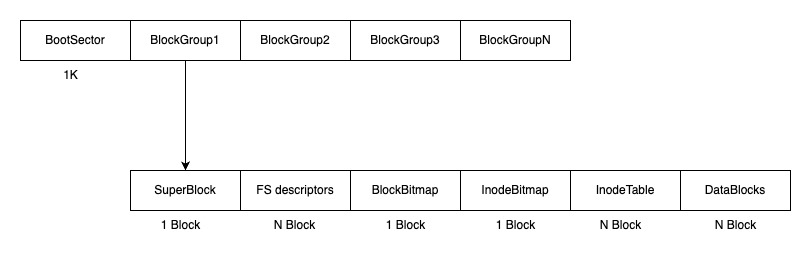 BootSector BlockGroup1 BlockGroup2 BlockGroup3 BlockGroupN
1K
SuperBlock FS descriptors BlockBitmap InodeBitmap InodeTable DataBlocks
1 Block N Block 1 Block 1 Block N Block N Block